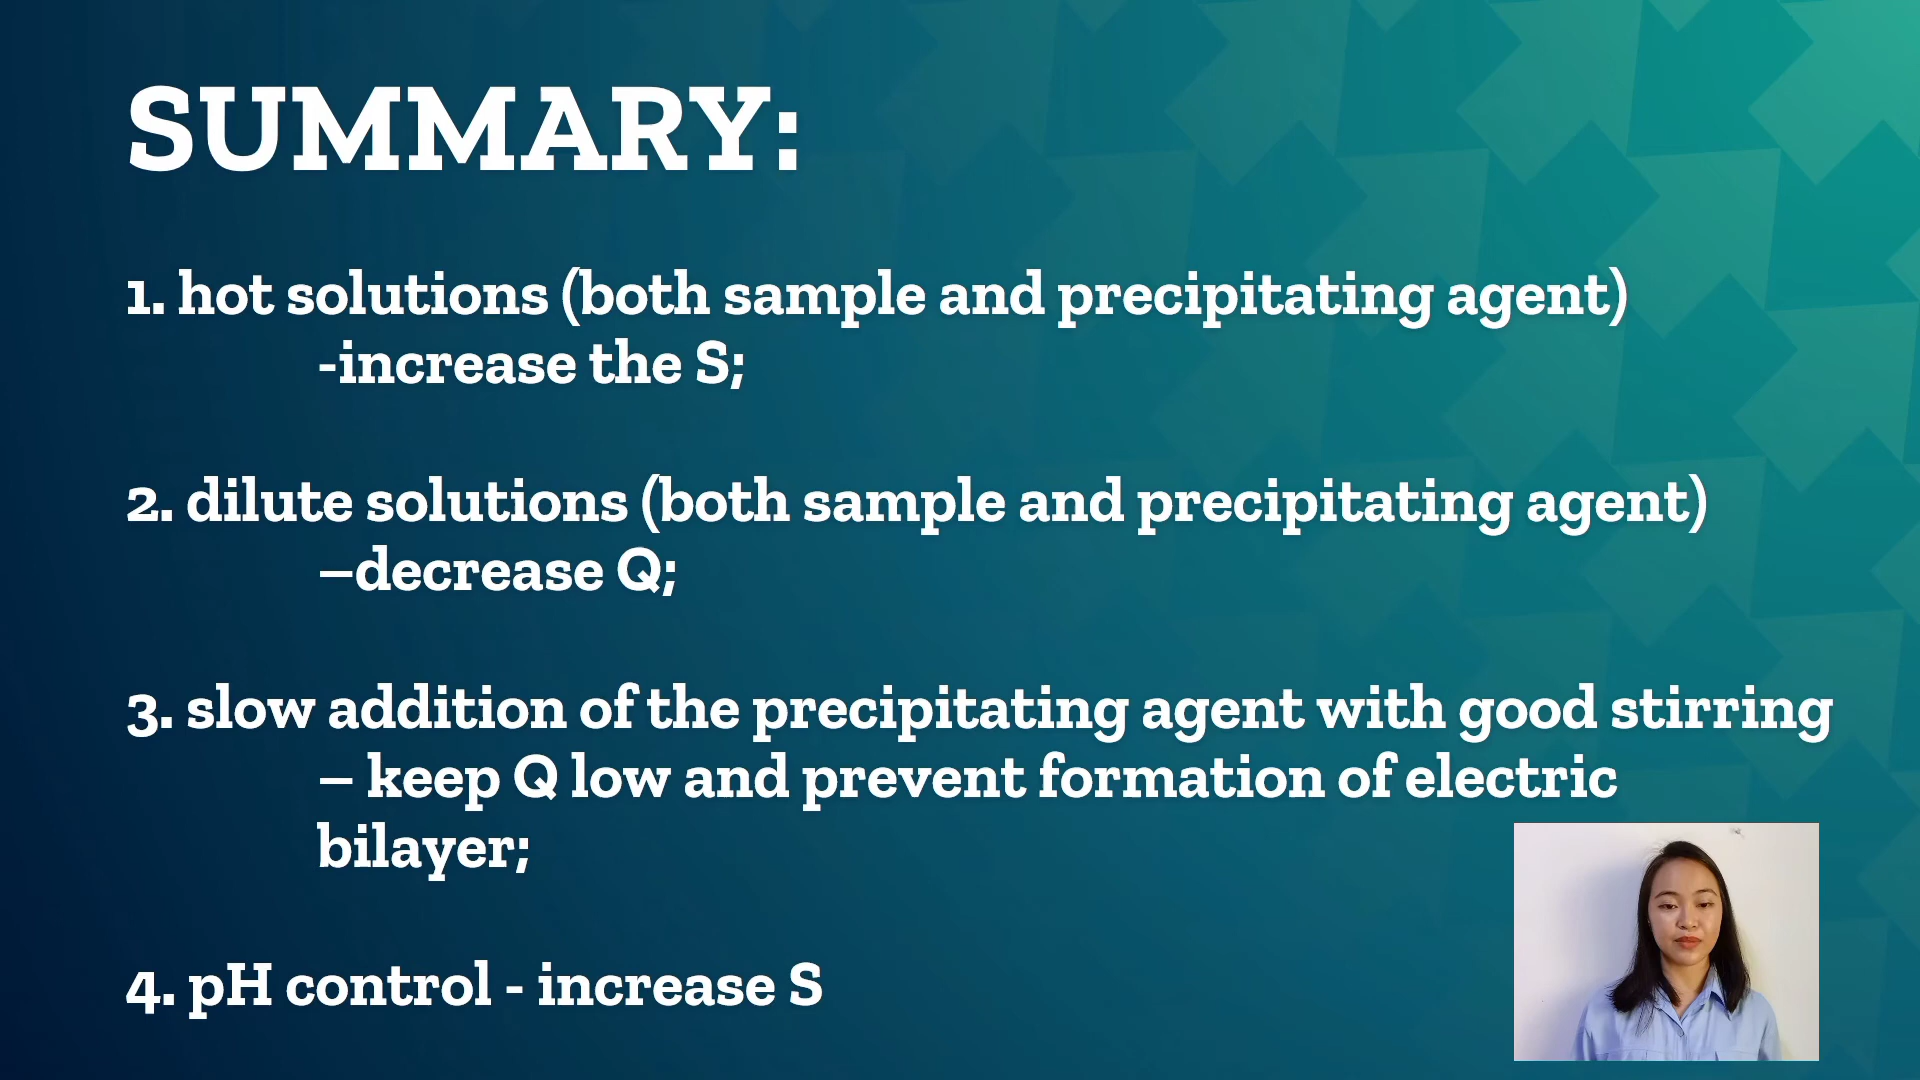 SUMMARY:
1. hot solutions (both sample and precipitating agent)
-increase the S;
2. dilute solutions (both sample and precipitating agent)
–decrease Q;
3. slow addition of the precipitating agent with good stirring
– keep Q low and prevent formation of electric
bilayer;
4. pH control - increase S